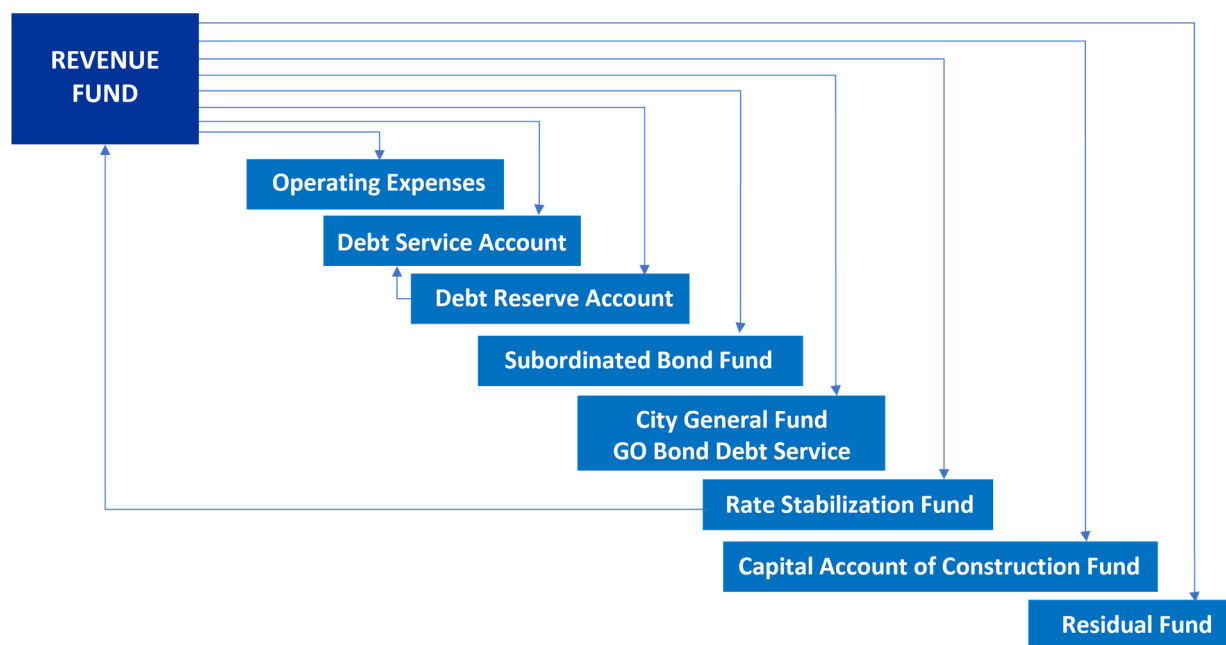 REVENUE
FUND
Operating Expenses
Debt Service Account
Debt Reserve Account
Subordinated Bond Fund
City General Fund
GO Bond Debt Service
Rate Stabilization Fund
Capital Account of Construction Fund
Residual Fund